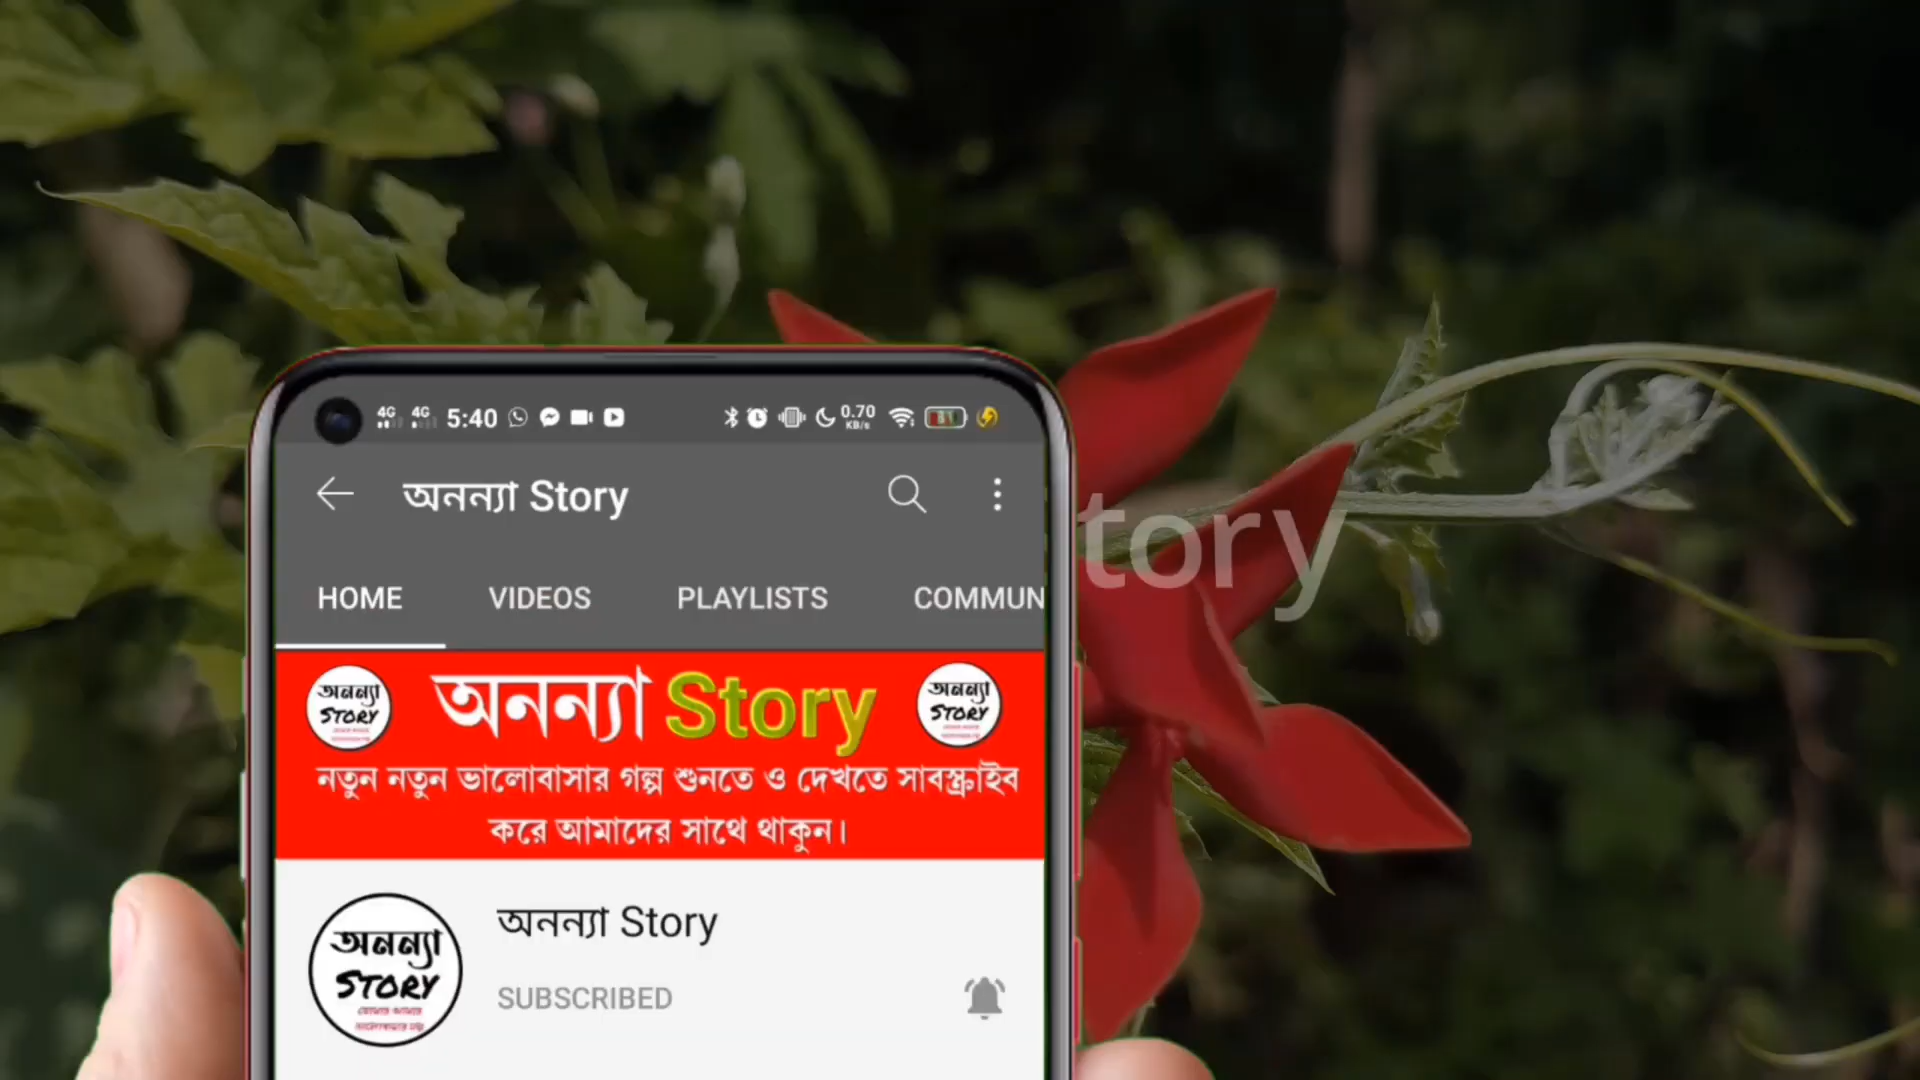 4G 4G 5:40 0.70 KB/s
অনন্যা Story
HOME VIDEOS PLAYLISTS COMMUN
tory
অনন্যা STORY
অনন্যা Story
অনন্যা STORY
নতুন নতুন ভালোবাসার গল্প শুনতে ও দেখতে সাবস্ক্রাইব
করে আমাদের সাথে থাকুন।
অনন্যা
STORY
অনন্যা Story
SUBSCRIBED